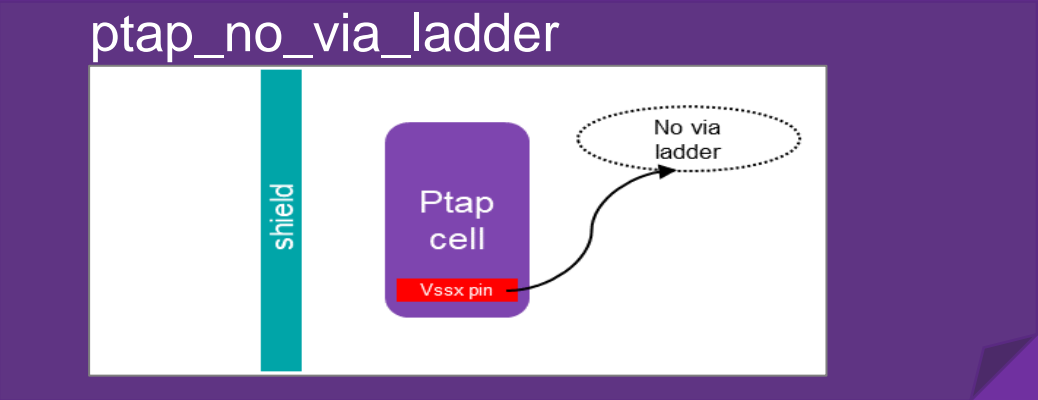 ptap_no_via_ladder
shield
Ptap
cell
Vssx pin
No via
ladder